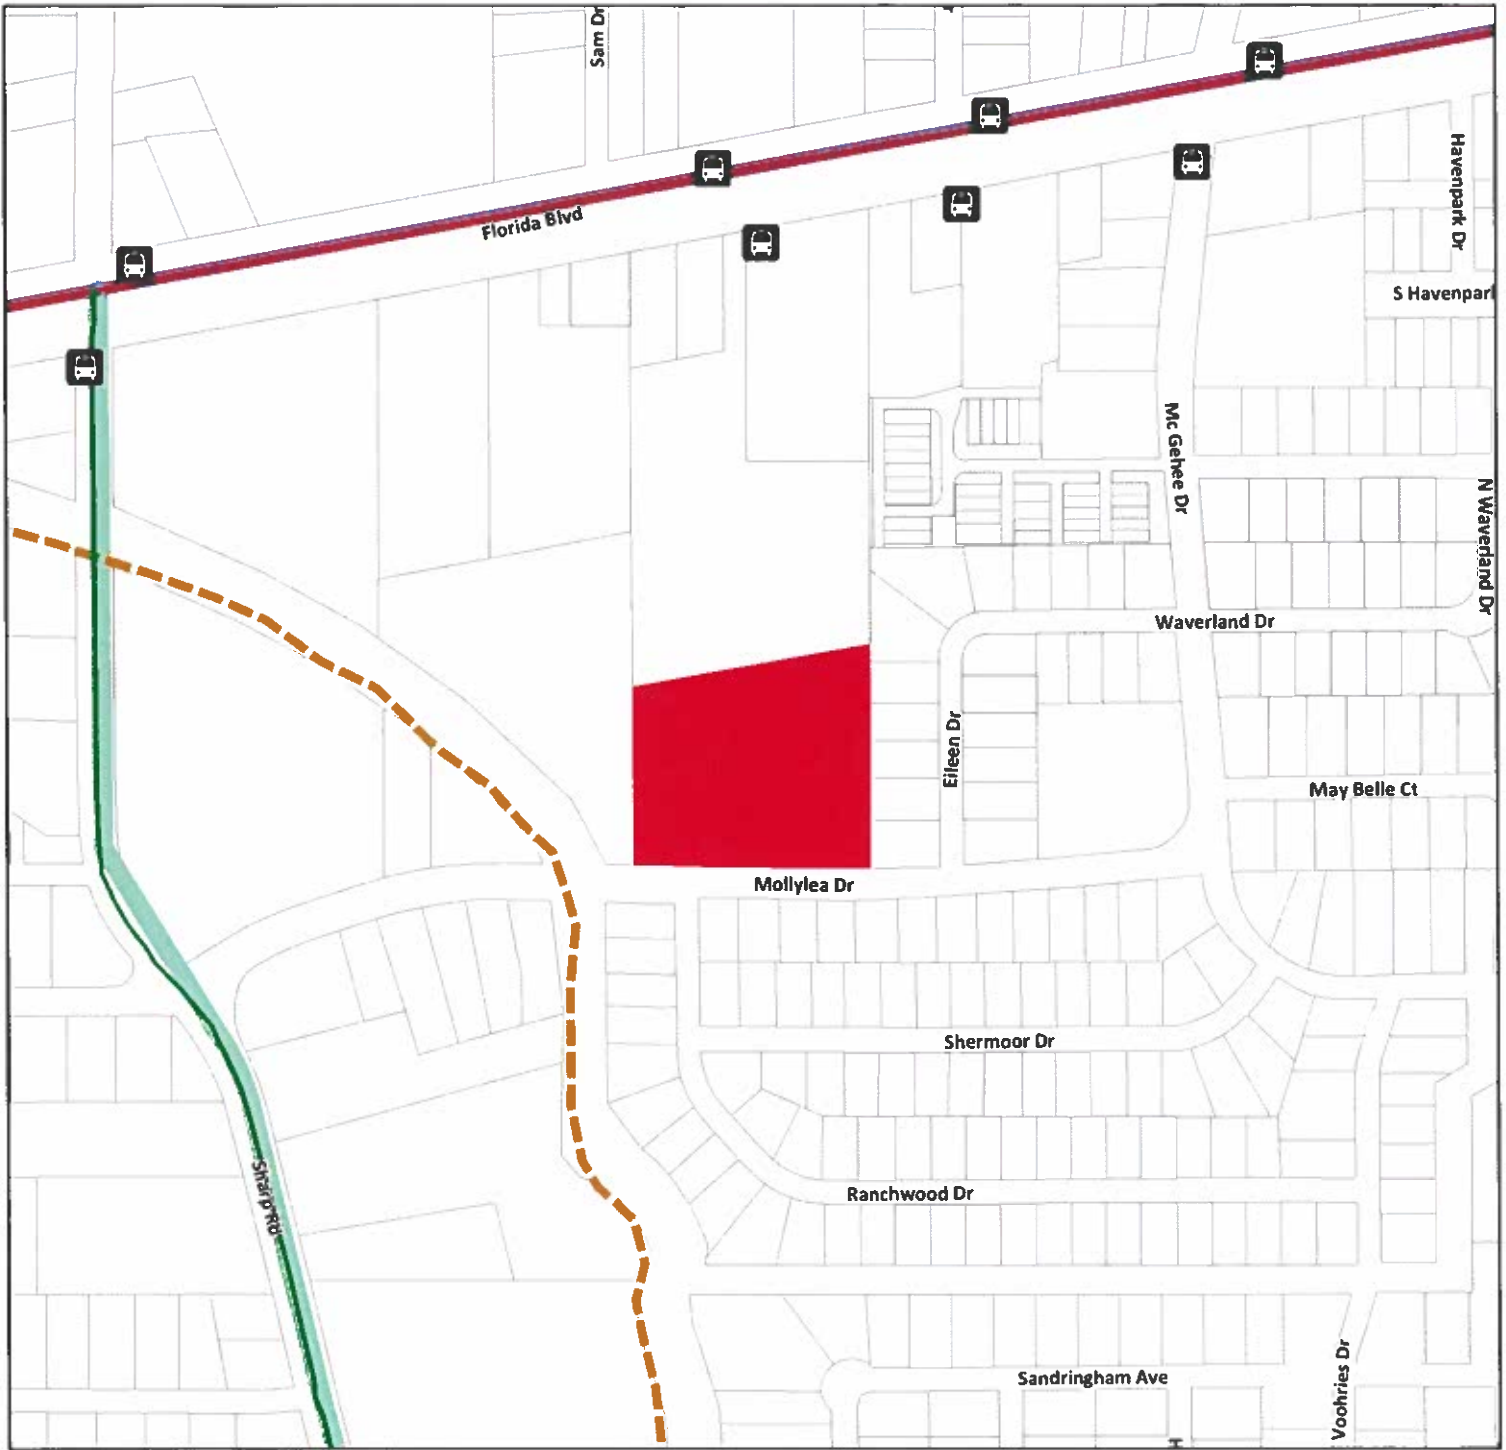 Sam Dr
Florida Blvd
Havenpark Dr
S Havenpark
Mc Gehee Dr
N Waverland Dr
Waverland Dr
Eileen Dr
May Belle Ct
Mollylea Dr
Shermoor Dr
Sharp Rd
Ranchwood Dr
Sandringham Ave
Voohries Dr